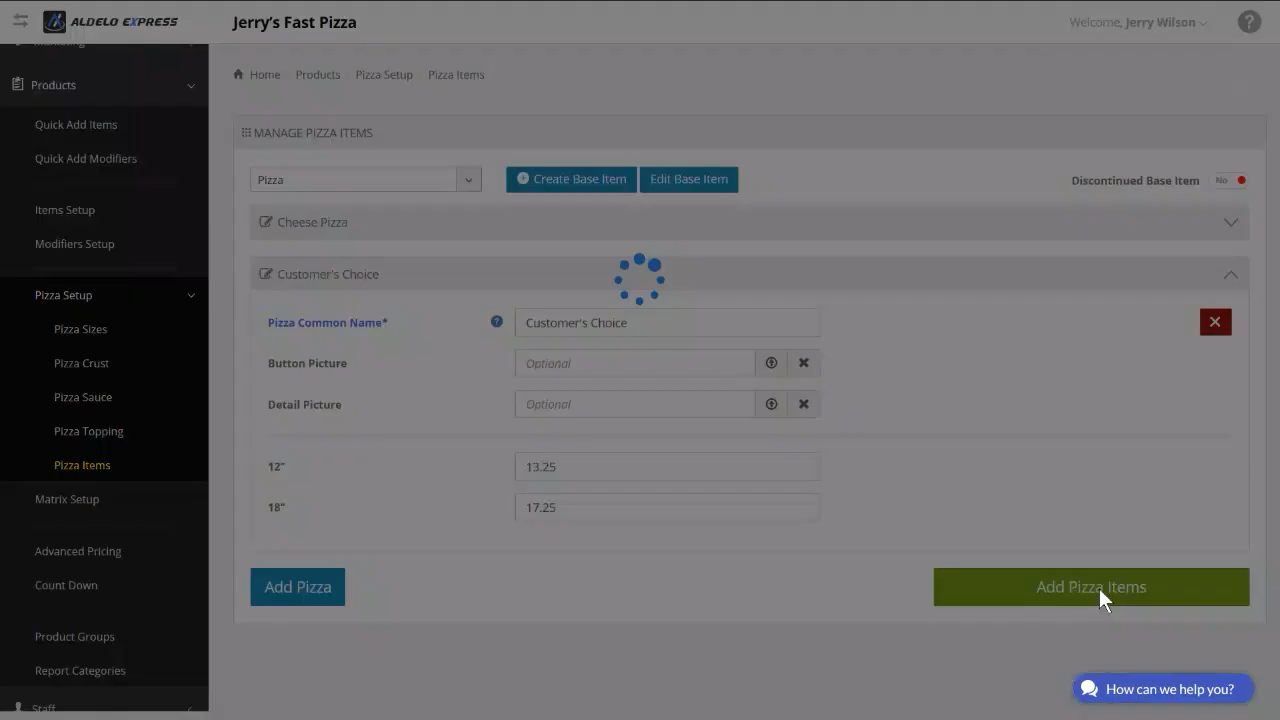 ALDELO EXPRESS
Jerry's Fast Pizza
Welcome, Jerry Wilson
Marketing
Products
Quick Add Items
Quick Add Modifiers
Items Setup
Modifiers Setup
Pizza Setup
Pizza Sizes
Pizza Crust
Pizza Sauce
Pizza Topping
Pizza Items
Matrix Setup
Advanced Pricing
Count Down
Product Groups
Report Categories
Staff
Home Products Pizza Setup Pizza Items
MANAGE PIZZA ITEMS
Pizza Create Base Item Edit Base Item Discontinued Base Item No
Cheese Pizza
Customer's Choice
Pizza Common Name* ? Customer's Choice
Button Picture Optional
Detail Picture Optional
12" 13.25
18" 17.25
Add Pizza Add Pizza Items
How can we help you?